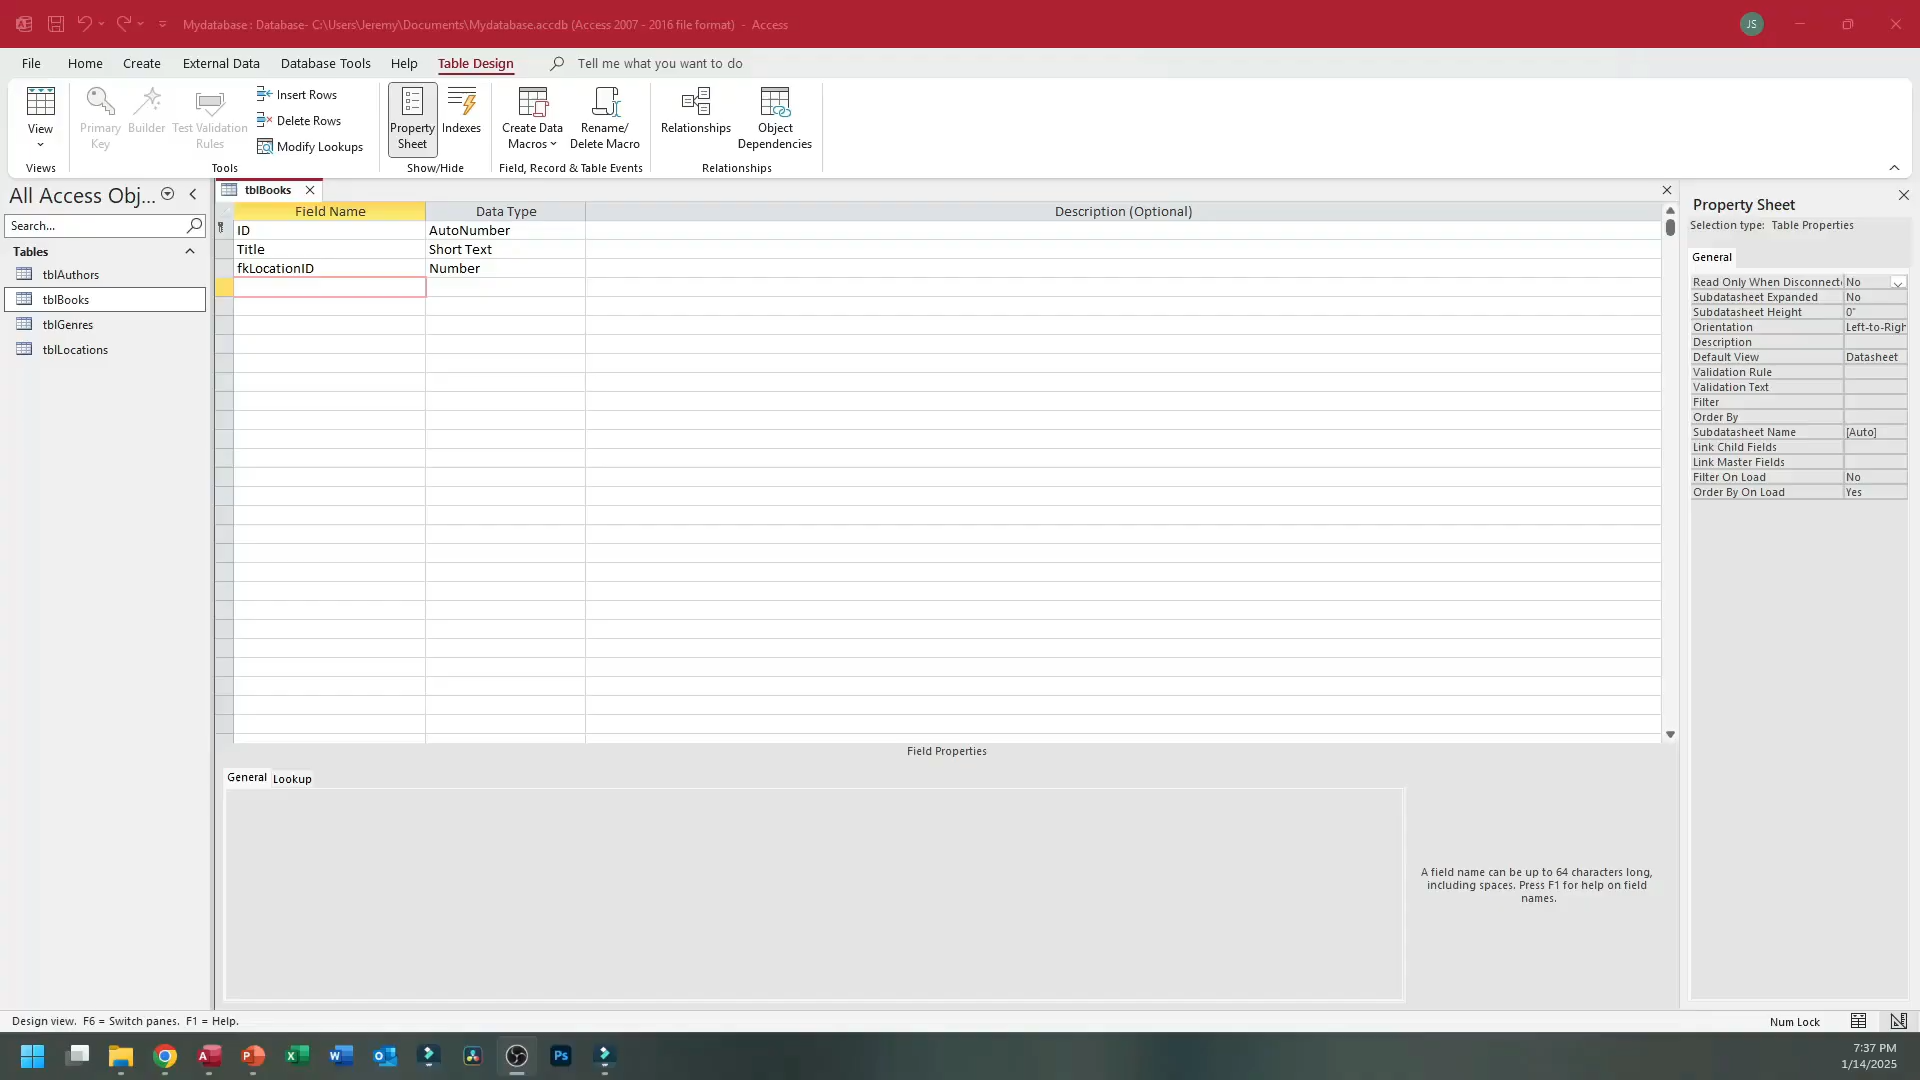 Mydatabase : Database- C:\Users\Jeremy\Documents\Mydatabase.accdb (Access 2007 - 2016 file format)  -  Access
JS
File
Home
Create
External Data
Database Tools
Help
Table Design
Tell me what you want to do
View
Primary Key
Builder
Test Validation Rules
Insert Rows
Delete Rows
Modify Lookups
Property Sheet
Indexes
Create Data Macros
Rename/ Delete Macro
Relationships
Object Dependencies
Views
Tools
Show/Hide
Field, Record & Table Events
Relationships
All Access Obj...
Search...
Tables
tblAuthors
tblBooks
tblGenres
tblLocations
tblBooks
Field Name
Data Type
Description (Optional)
ID
AutoNumber
Title
Short Text
fkLocationID
Number
Field Properties
General
Lookup
A field name can be up to 64 characters long,
including spaces. Press F1 for help on field
names.
Property Sheet
Selection type:  Table Properties
General
Read Only When Disconnect
No
Subdatasheet Expanded
No
Subdatasheet Height
0"
Orientation
Left-to-Righ
Description
Default View
Datasheet
Validation Rule
Validation Text
Filter
Order By
Subdatasheet Name
[Auto]
Link Child Fields
Link Master Fields
Filter On Load
No
Order By On Load
Yes
Design view.  F6 = Switch panes.  F1 = Help.
Num Lock
7:37 PM
1/14/2025